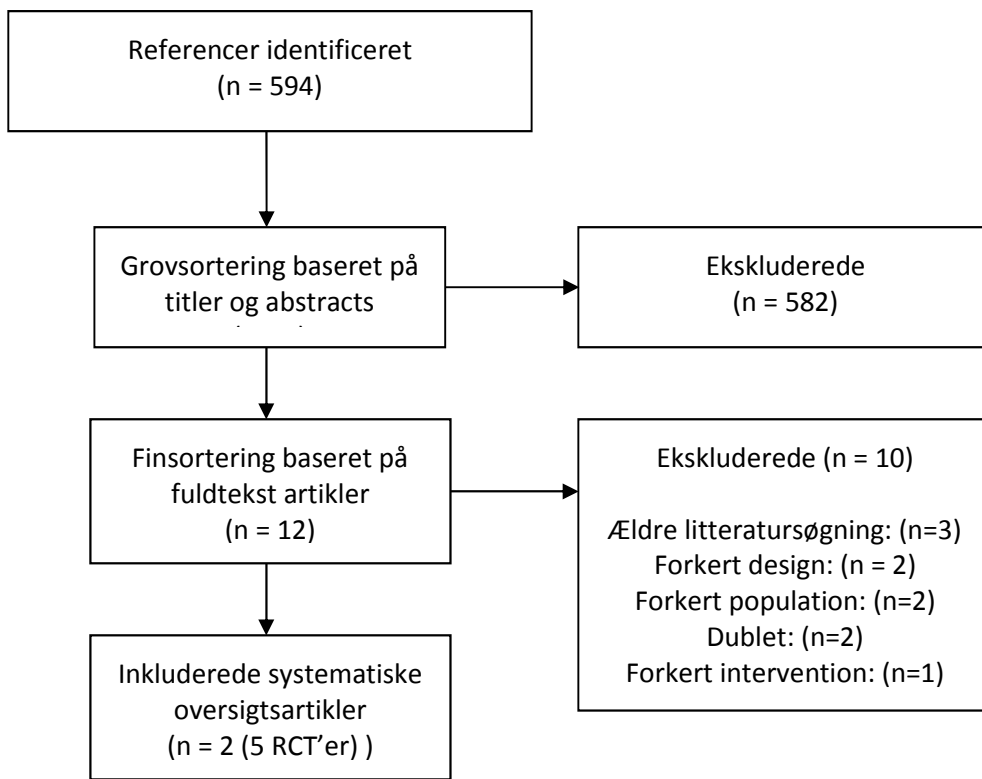 Referencer identificeret
(n = 594)
Grovsortering baseret på
titler og abstracts
Ekskluderede
(n = 582)
Finsortering baseret på
fuldtekst artikler
(n = 12)
Ekskluderede (n = 10)
Ældre litteratursøgning: (n=3)
Forkert design: (n = 2)
Forkert population: (n=2)
Dublet: (n=2)
Forkert intervention: (n=1)
Inkluderede systematiske
oversigtsartikler
(n = 2 (5 RCT’er) )